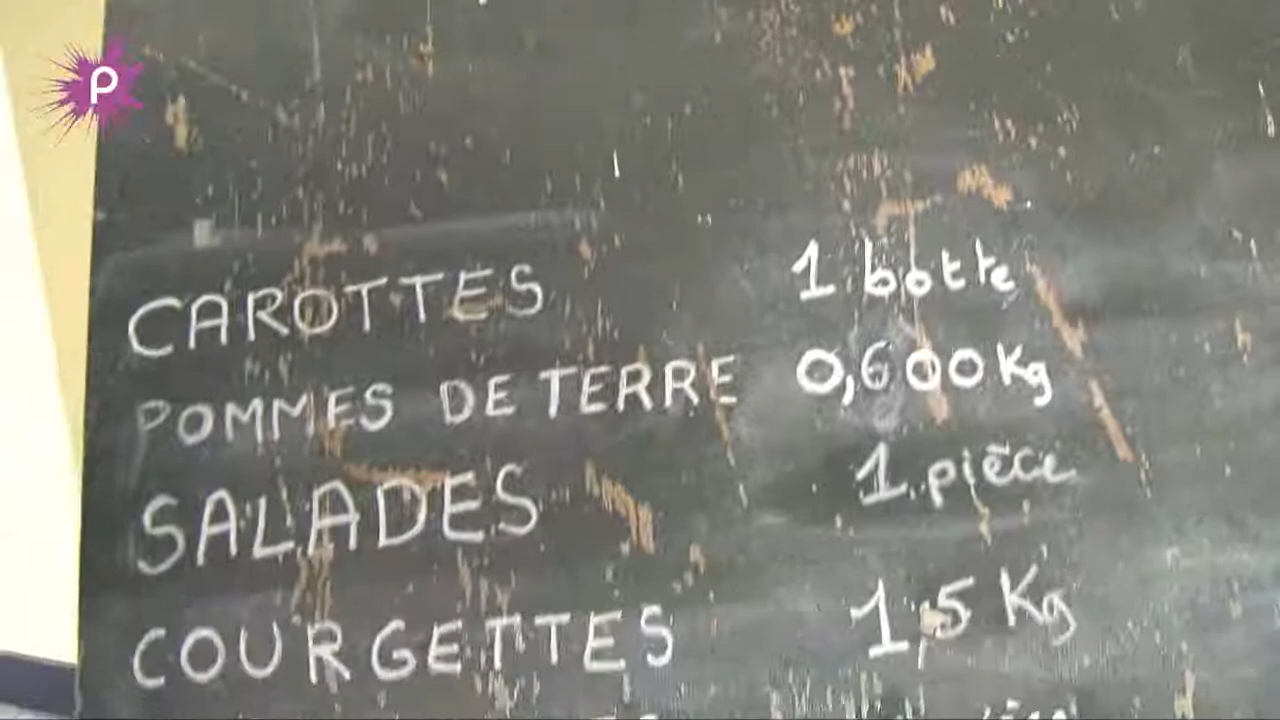 P
CAROTTES 1 botte
POMMES DE TERRE 0,600 Kg
SALADES 1 pièce
COURGETTES 1,5 Kg